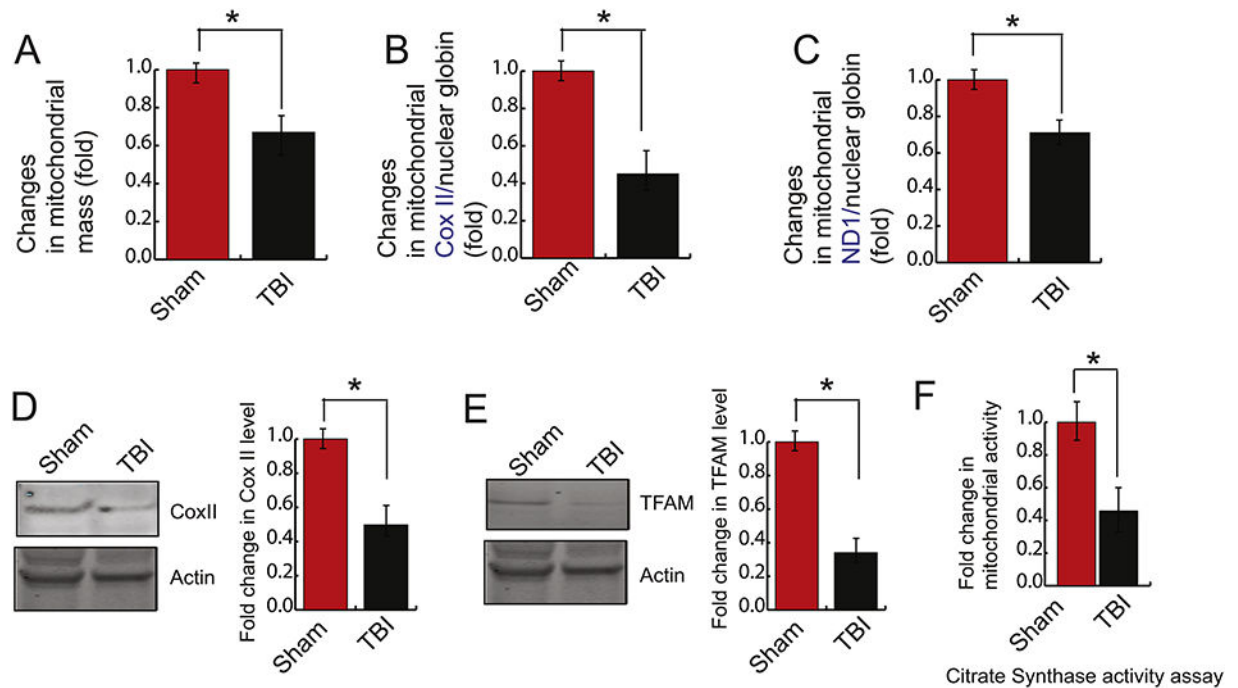 A
Changes
in mitochondrial
mass (fold)
1.0
0.8
0.6
0.4
0.2
0.0
*
Sham
TBI
B
Changes
in mitochondrial
Cox II/nuclear globin
(fold)
1.0
0.8
0.6
0.4
0.2
0.0
*
Sham
TBI
C
Changes
in mitochondrial
ND1/nuclear globin
(fold)
1.0
0.8
0.6
0.4
0.2
0.0
*
Sham
TBI
D
Sham
TBI
CoxII
Actin
Fold change in Cox II level
1.0
0.8
0.6
0.4
0.2
0.0
*
Sham
TBI
E
Sham
TBI
TFAM
Actin
Fold change in TFAM level
1.0
0.8
0.6
0.4
0.2
0.0
*
Sham
TBI
F
Fold change in
mitochondrial activity
1.0
0.8
0.6
0.4
0.2
0.0
*
Sham
TBI
Citrate Synthase activity assay